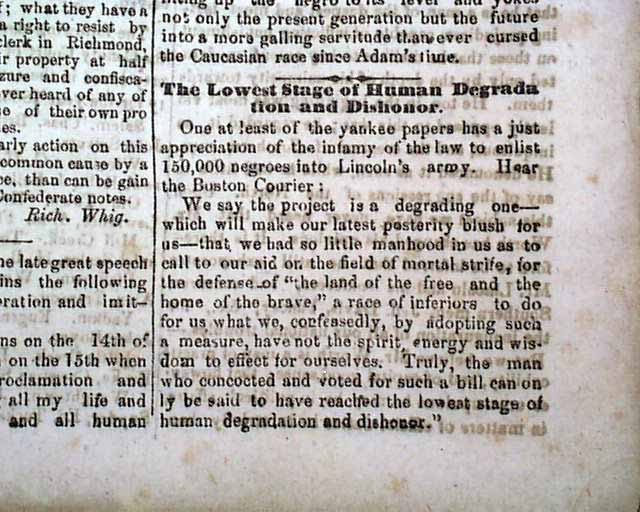 f; what they have a
a right to resist by
clerk in Richmond,
ir property at half
zure and confisca-
ver heard of any of
e of their own pro
es.
arly action on this
common cause by a
ce, than can be gain
Confederate notes.
Rich. Whig.
he late great speech
ins the following
eration and imit-
ns on the 14th of
on the 15th when
roclamation and
all my life and
and all human
the negro to its level and yokes
not only the present generation but the future
into a more galling servitude than ever cursed
the Caucasian race since Adam's time.
The Lowest Stage of Human Degrada
tion and Dishonor.
One at least of the yankee papers has a just
appreciation of the infamy of the law to enlist
150,000 negroes into Lincoln's army. Hear
the Boston Courier:
We say the project is a degrading one—
which will make our latest posterity blush for
us—that we had so little manhood in us as to
call to our aid on the field of mortal strife, for
the defense of "the land of the free and the
home of the brave," a race of inferiors to do
for us what we, confessedly, by adopting such
a measure, have not the spirit, energy and wis-
dom to effect for ourselves. Truly, the man
who concocted and voted for such a bill can on
ly be said to have reached the lowest stage of
human degradation and dishonor."